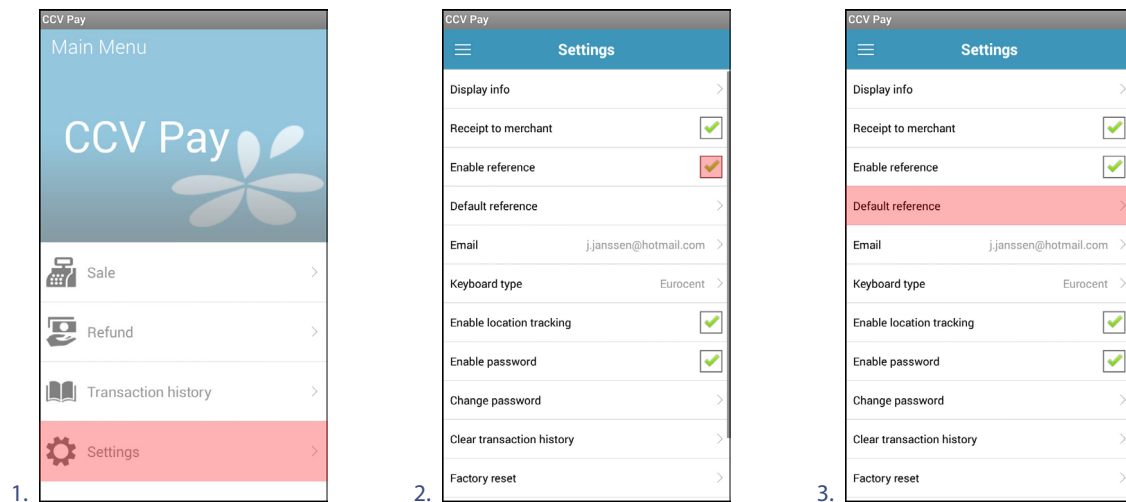 CCV Pay
Main Menu
CCV Pay
Sale
Refund
Transaction history
Settings
1.
CCV Pay
Settings
Display info
Receipt to merchant
Enable reference
Default reference
Email j.janssen@hotmail.com
Keyboard type Eurocent
Enable location tracking
Enable password
Change password
Clear transaction history
Factory reset
2.
CCV Pay
Settings
Display info
Receipt to merchant
Enable reference
Default reference
Email j.janssen@hotmail.com
Keyboard type Eurocent
Enable location tracking
Enable password
Change password
Clear transaction history
Factory reset
3.